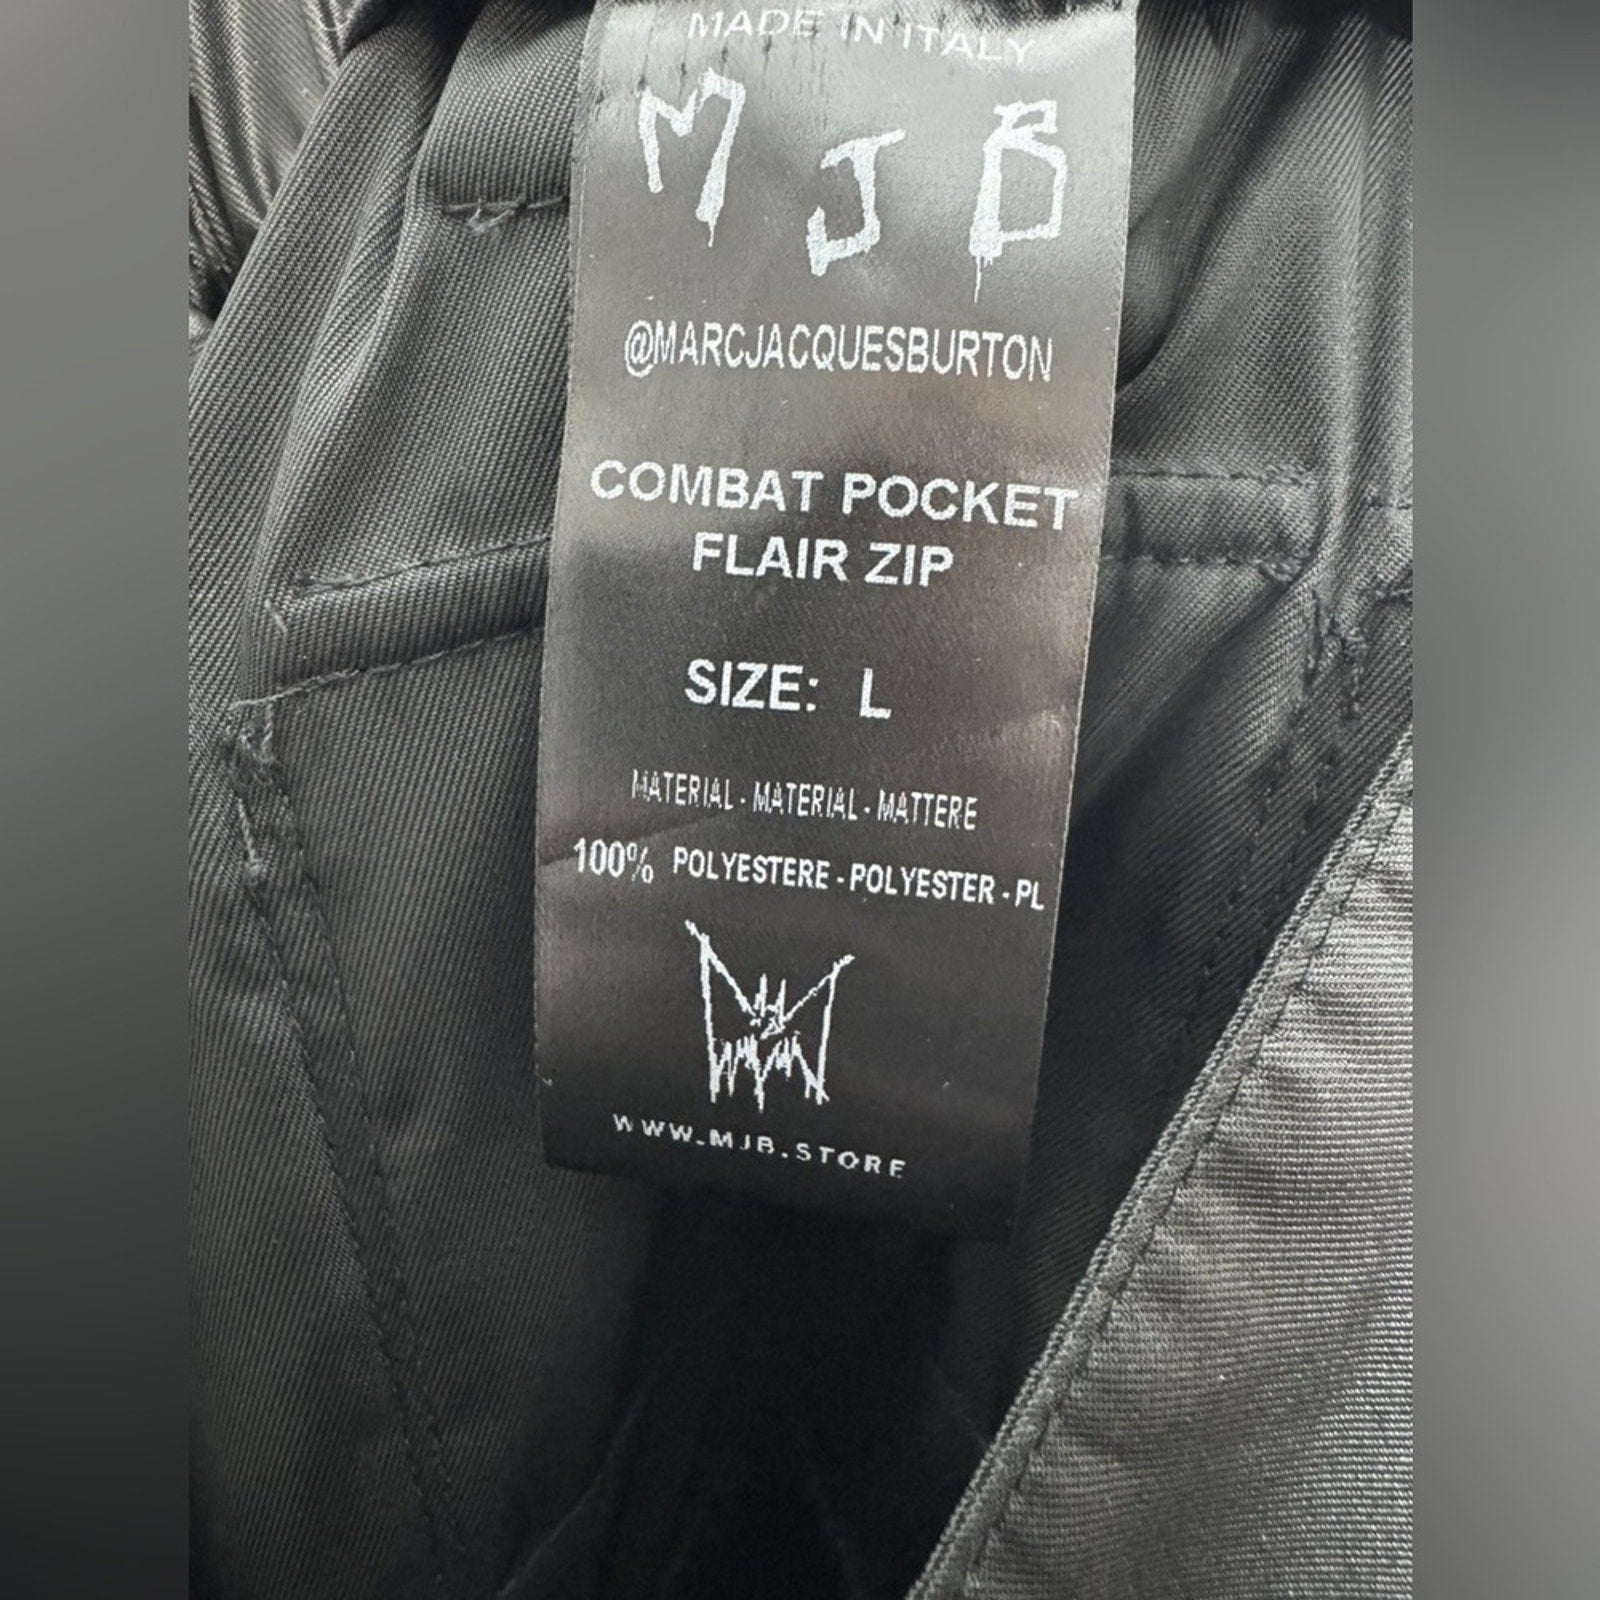 MADE IN ITALY
MJB
@MARCJACQUESBURTON
COMBAT POCKET
FLAIR ZIP
SIZE: L
MATERIAL - MATERIAL - MATTERE
100% POLYESTERE - POLYESTER - PL
WWW.MJB.STORE